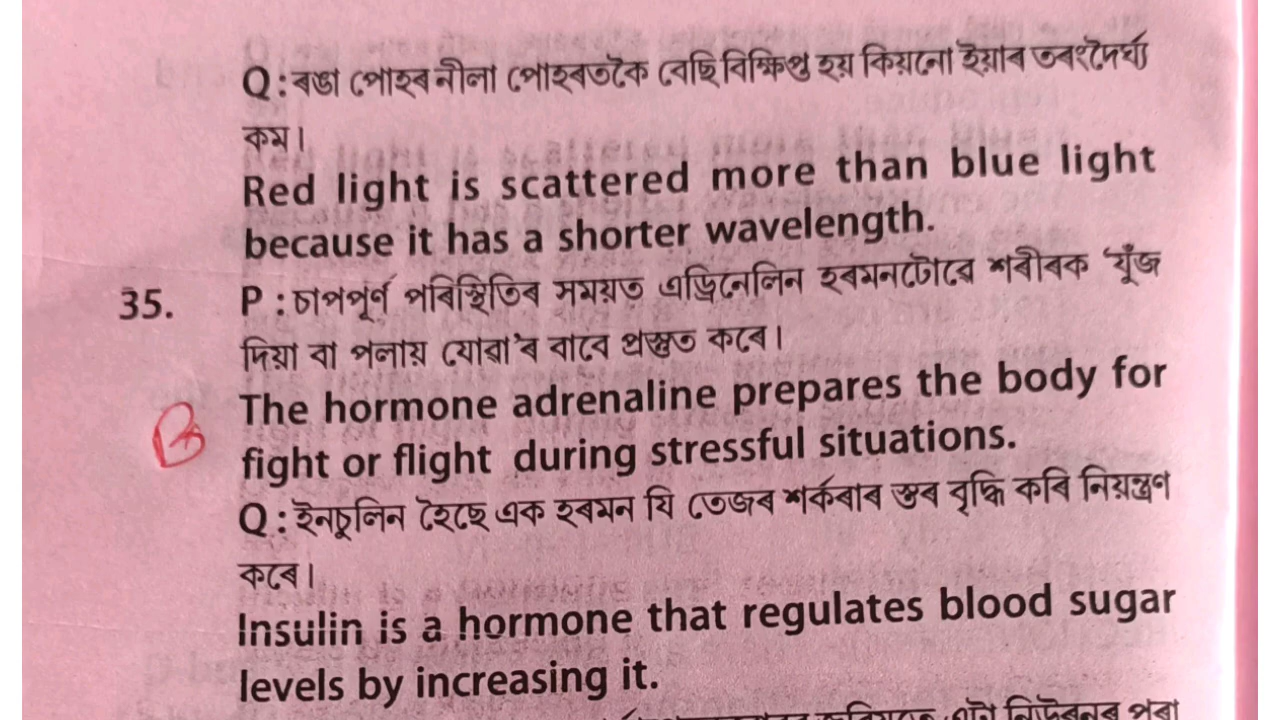 Q : ৰঙা পোহৰ নীলা পোহৰতকৈ বেছি বিক্ষিপ্ত হয় কিয়নো ইয়াৰ তৰংদৈৰ্ঘ্য
কম।
Red light is scattered more than blue light
because it has a shorter wavelength.
35. P : চাপপূৰ্ণ পৰিস্থিতিৰ সময়ত এড্ৰিনেলিন হৰমনটোৱে শৰীৰক ‘যুঁজ
দিয়া বা পলায় যোৱা’ৰ বাবে প্ৰস্তুত কৰে।
The hormone adrenaline prepares the body for
B
fight or flight during stressful situations.
Q : ইনচুলিন হৈছে এক হৰমন যি তেজৰ শৰ্কৰাৰ স্তৰ বৃদ্ধি কৰি নিয়ন্ত্ৰণ
কৰে।
Insulin is a hormone that regulates blood sugar
levels by increasing it.
এটা নিউৰনৰ পৰা